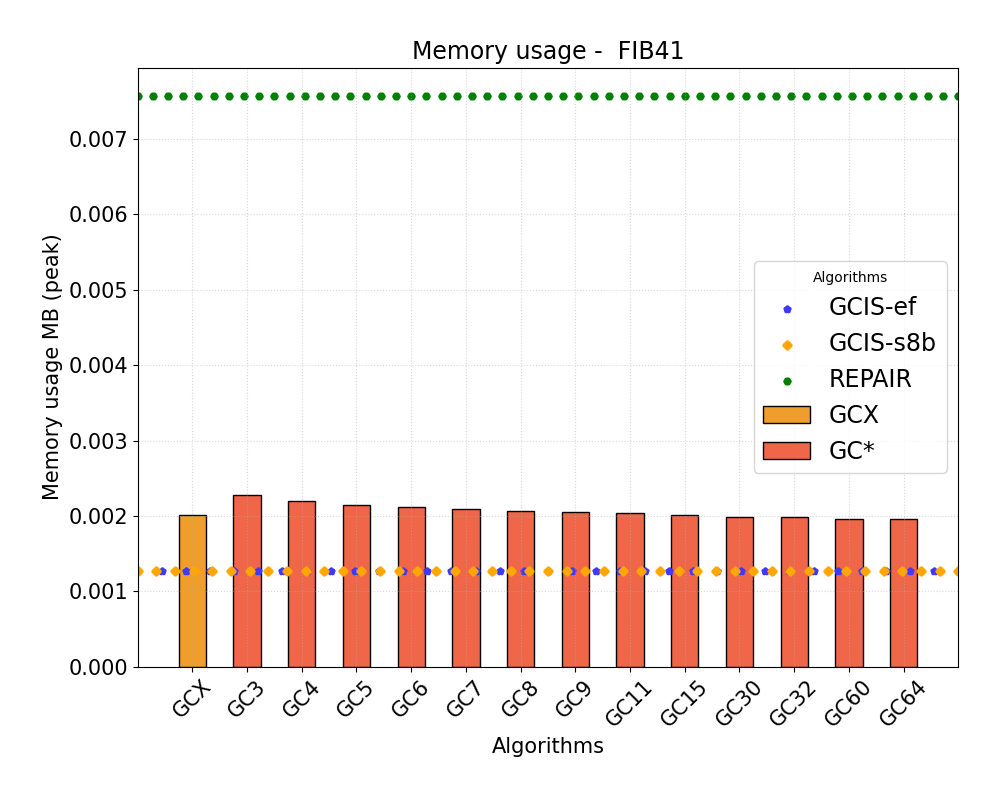 Memory usage -  FIB41
Memory usage MB (peak)
0.007
0.006
0.005
0.004
0.003
0.002
0.001
0.000
Algorithms
GCIS-ef
GCIS-s8b
REPAIR
GCX
GC*
GCX
GC3
GC4
GC5
GC6
GC7
GC8
GC9
GC11
GC15
GC30
GC32
GC60
GC64
Algorithms